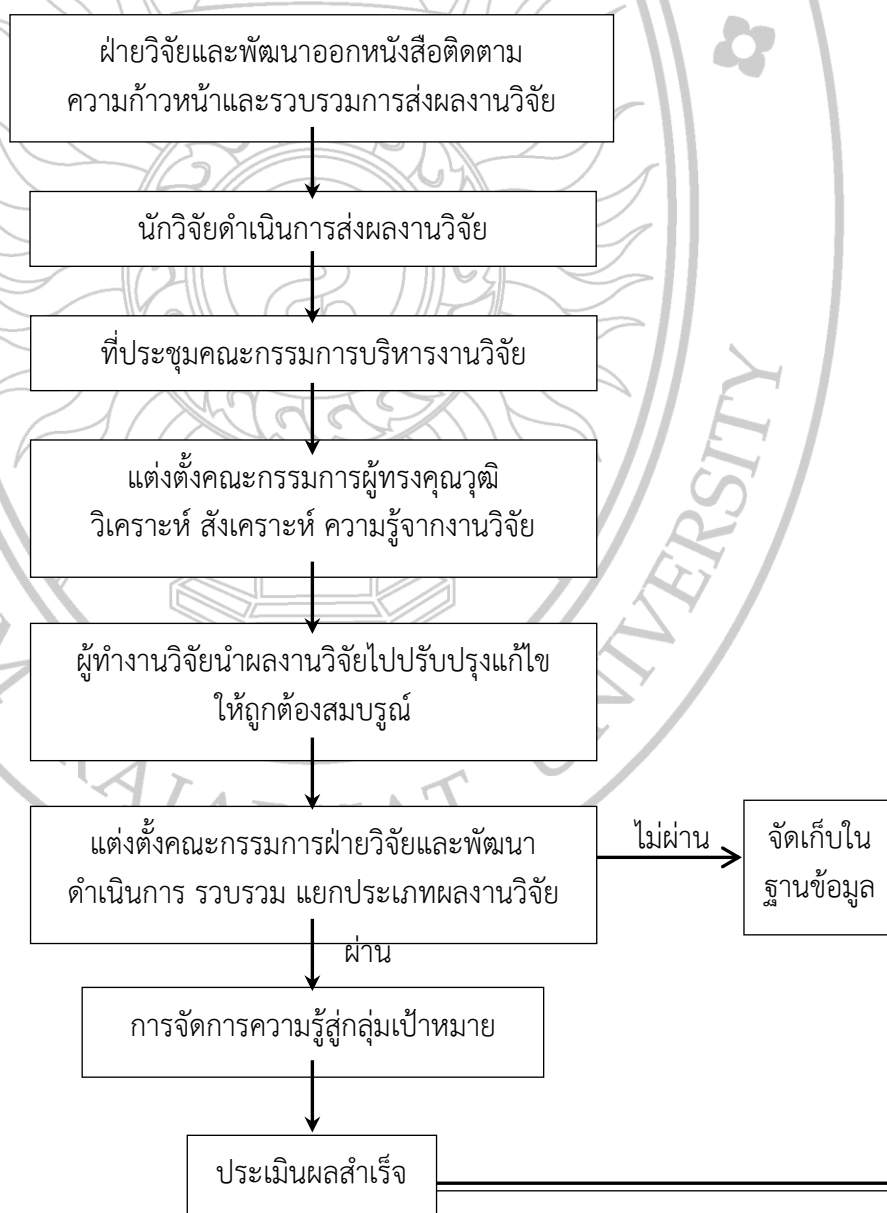 ฝ่ายวิจัยและพัฒนาออกหนังสือติดตาม
ความก้าวหน้าและรวบรวมการส่งผลงานวิจัย
นักวิจัยดำเนินการส่งผลงานวิจัย
ที่ประชุมคณะกรรมการบริหารงานวิจัย
แต่งตั้งคณะกรรมการผู้ทรงคุณวุฒิ
วิเคราะห์ สังเคราะห์ ความรู้จากงานวิจัย
ผู้ทำงานวิจัยนำผลงานวิจัยไปปรับปรุงแก้ไข
ให้ถูกต้องสมบรูณ์
แต่งตั้งคณะกรรมการฝ่ายวิจัยและพัฒนา
ดำเนินการ รวบรวม แยกประเภทผลงานวิจัย
ไม่ผ่าน
จัดเก็บใน
ฐานข้อมูล
ผ่าน
การจัดการความรู้สู่กลุ่มเป้าหมาย
ประเมินผลสำเร็จ
UNIVERSITY